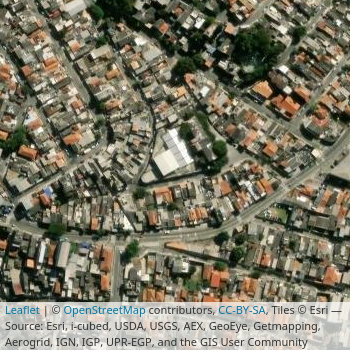 Leaflet | © OpenStreetMap contributors, CC-BY-SA, Tiles © Esri —
Source: Esri, i-cubed, USDA, USGS, AEX, GeoEye, Getmapping,
Aerogrid, IGN, IGP, UPR-EGP, and the GIS User Community